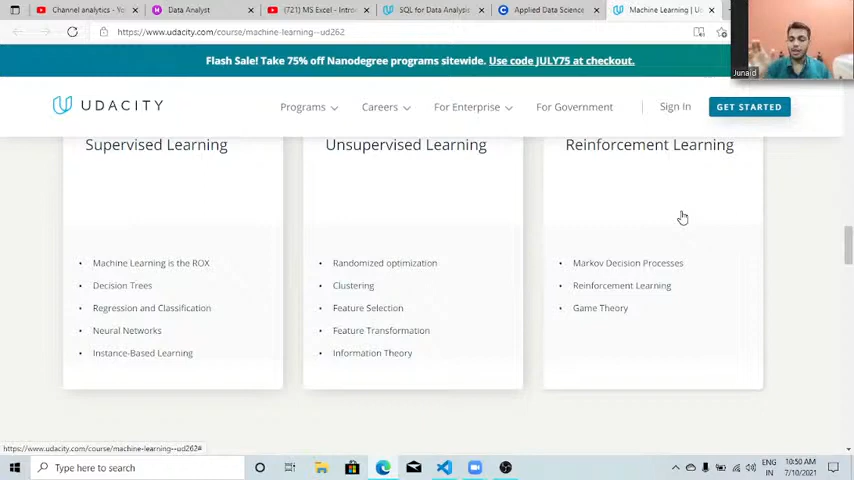 Channel analytics - Yo
Data Analyst
(721) MS Excel - Introd
SQL for Data Analysis
Applied Data Science
Machine Learning | U
https://www.udacity.com/course/machine-learning--ud262
Junaid
Flash Sale! Take 75% off Nanodegree programs sitewide. Use code JULY75 at checkout.
UDACITY
Programs
Careers
For Enterprise
For Government
Sign In
GET STARTED
Supervised Learning
Machine Learning is the ROX
Decision Trees
Regression and Classification
Neural Networks
Instance-Based Learning
Unsupervised Learning
Randomized optimization
Clustering
Feature Selection
Feature Transformation
Information Theory
Reinforcement Learning
Markov Decision Processes
Reinforcement Learning
Game Theory
https://www.udacity.com/course/machine-learning--ud262#
Type here to search
ENG
IN
10:50 AM
7/10/2021